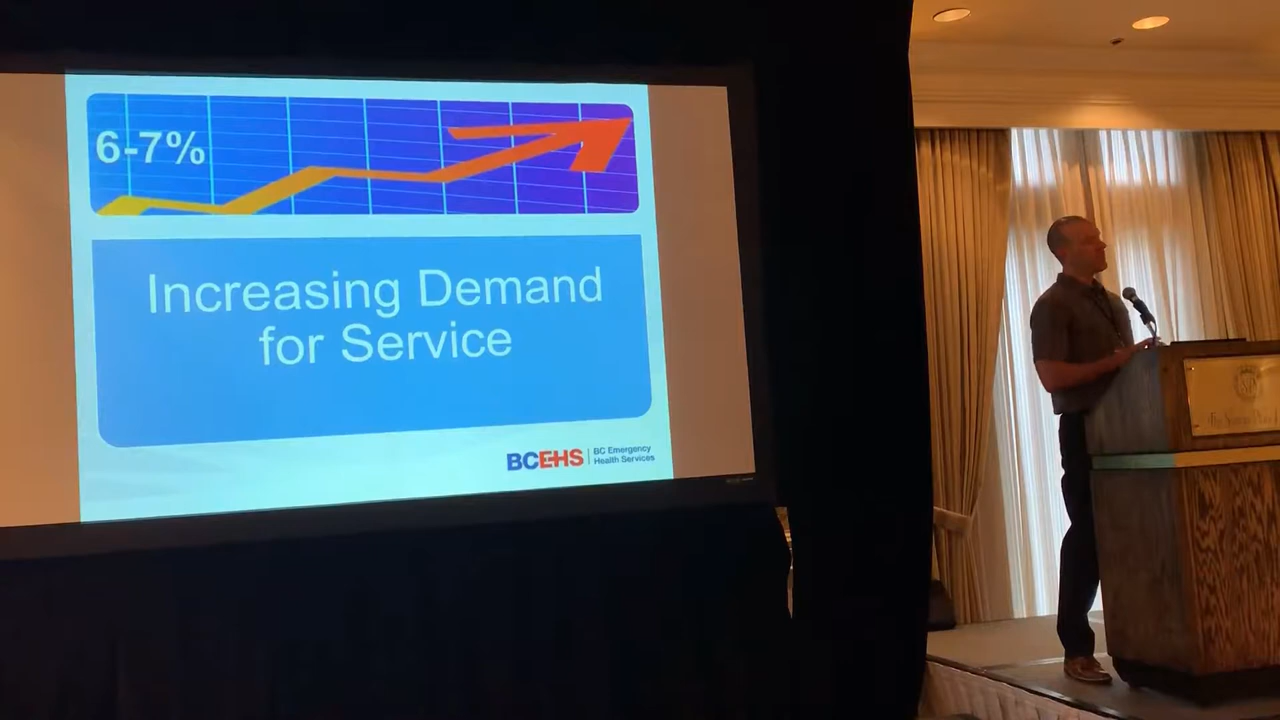 6-7%
Increasing Demand
for Service
BCEHS
BC Emergency
Health Services